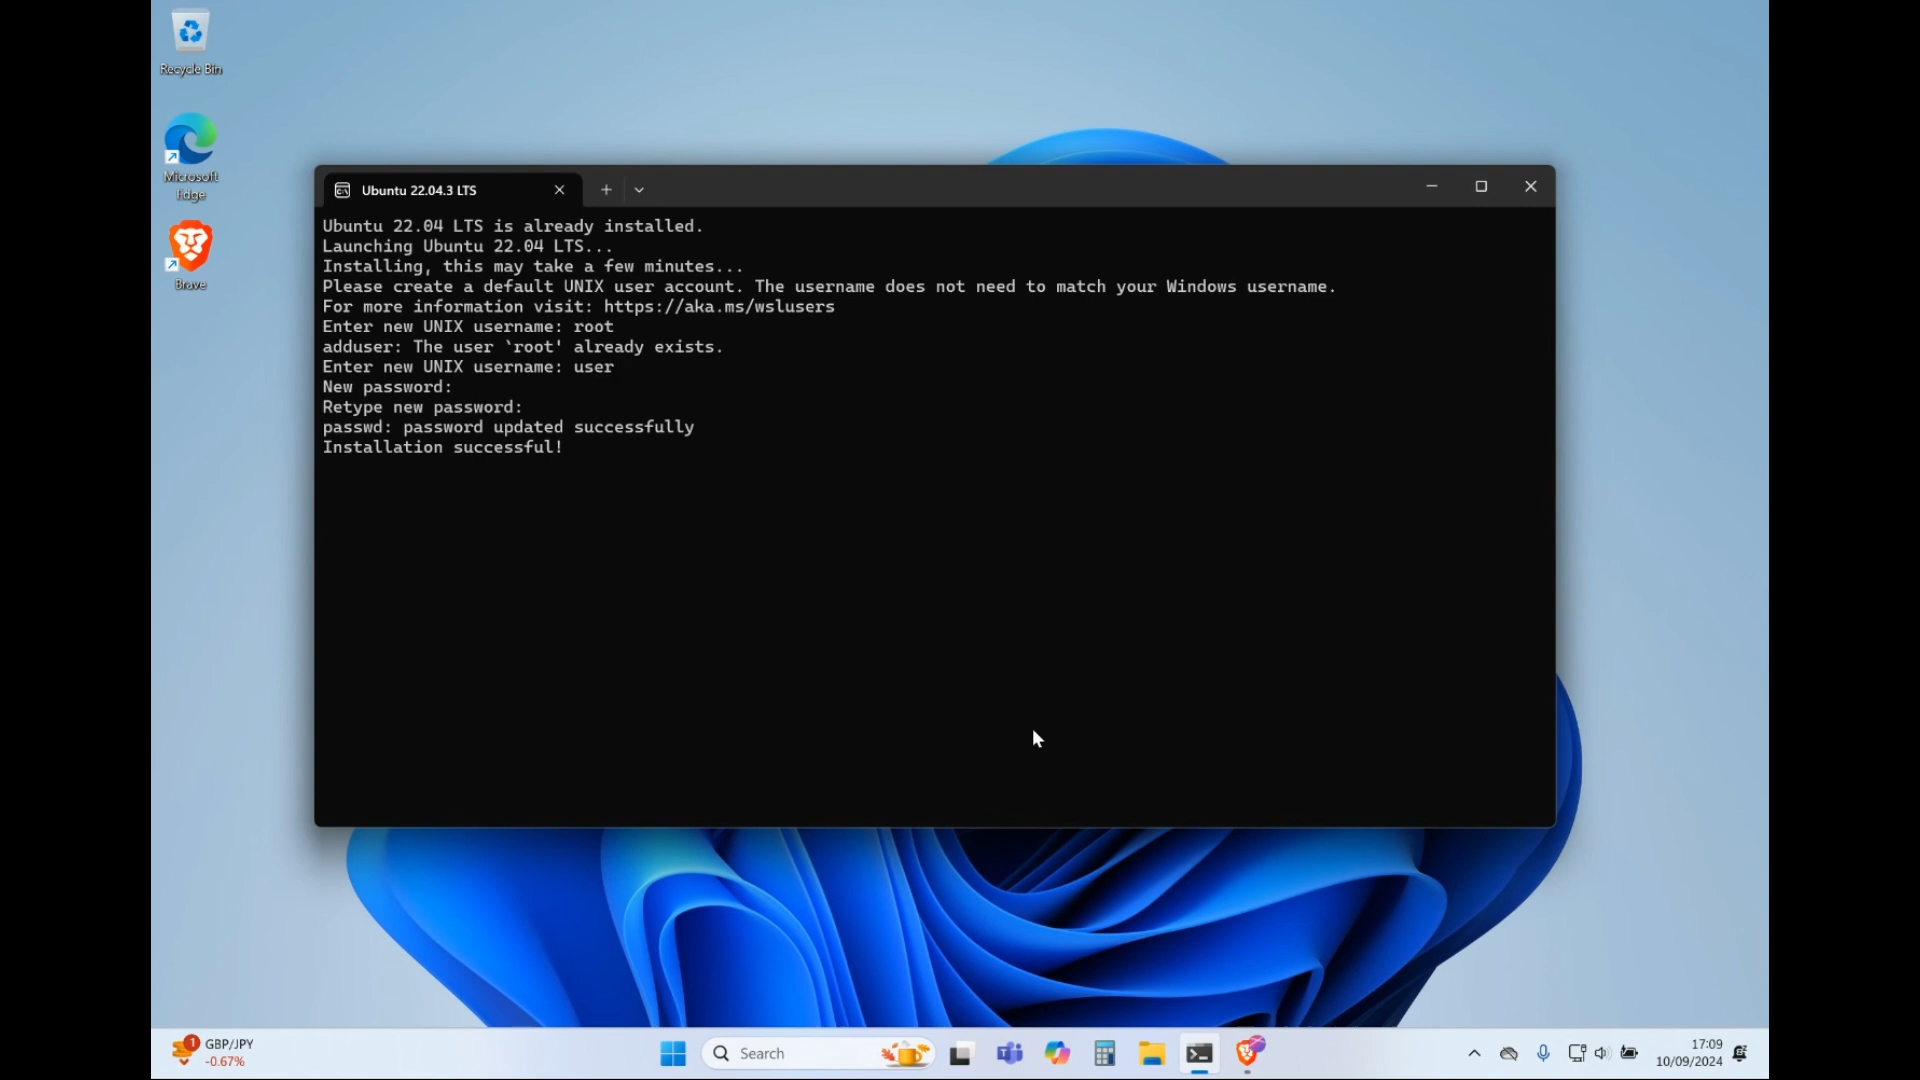 Recycle Bin
Microsoft
Edge
Brave
Ubuntu 22.04.3 LTS
Ubuntu 22.04 LTS is already installed.
Launching Ubuntu 22.04 LTS...
Installing, this may take a few minutes...
Please create a default UNIX user account. The username does not need to match your Windows username.
For more information visit: https://aka.ms/wslusers
Enter new UNIX username: root
adduser: The user `root' already exists.
Enter new UNIX username: user
New password:
Retype new password:
passwd: password updated successfully
Installation successful!
1
GBP/JPY
-0.67%
Search
17:09
10/09/2024